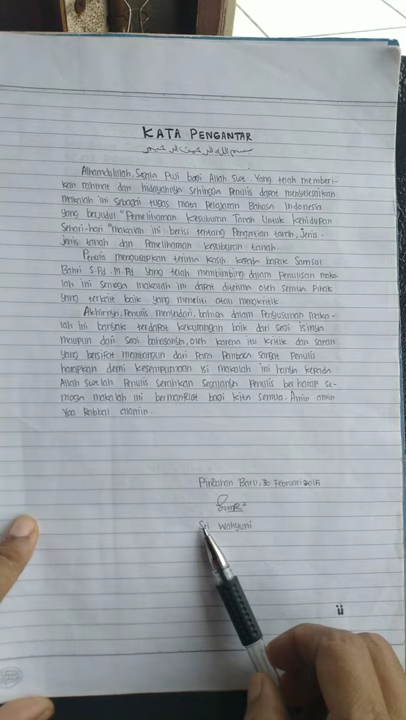 KATA PENGANTAR
بسم الله الرحمن الرحيم
Alhamdulilah, Segala Puji bagi Allah Swt. Yang telah memberi-
kan rahmat dan hidayahnya sehingga Penulis dapat menyelesaikan
makalah ini sebagai tugas mata Pelajaran Bahasa Indonesia
yang berjudul "Pemeliharaan Kesuburan Tanah Untuk Kehidupan
Sehari-hari" makalah ini berisi tentang Pengertian tanah, Jenis-
Jenis tanah dan Pemeliharaan kesuburan tanah.
Penulis mengucapkan terima kasih kepada bapak Samsul
Bahri S.Pd. M.Pd yang telah membimbing dalam Penulisan maka-
lah ini semoga makalah ini dapat diterima oleh semua Pihak
yang terkait baik yang meneliti atau mengkritik.
Akhirnya, Penulis menyadari, bahwa dalam Penyusunan maka-
lah ini banyak terdapat kekurangan baik dari segi isinya
maupun dari segi bahasanya, oleh karena itu kritik dan saran
yang bersifat membangun dari Para Pembaca sangat Penulis
harapkan demi kesempurnaan isi makalah ini hanya kepada
Allah Swt lah Penulis serahkan segalanya Penulis berharap se-
moga makalah ini bermanfaat bagi kita semua. Amin amin
Yaa Rabbal alamin.
Baru, 30 Februari 2015
Sri Wahyuni
ii